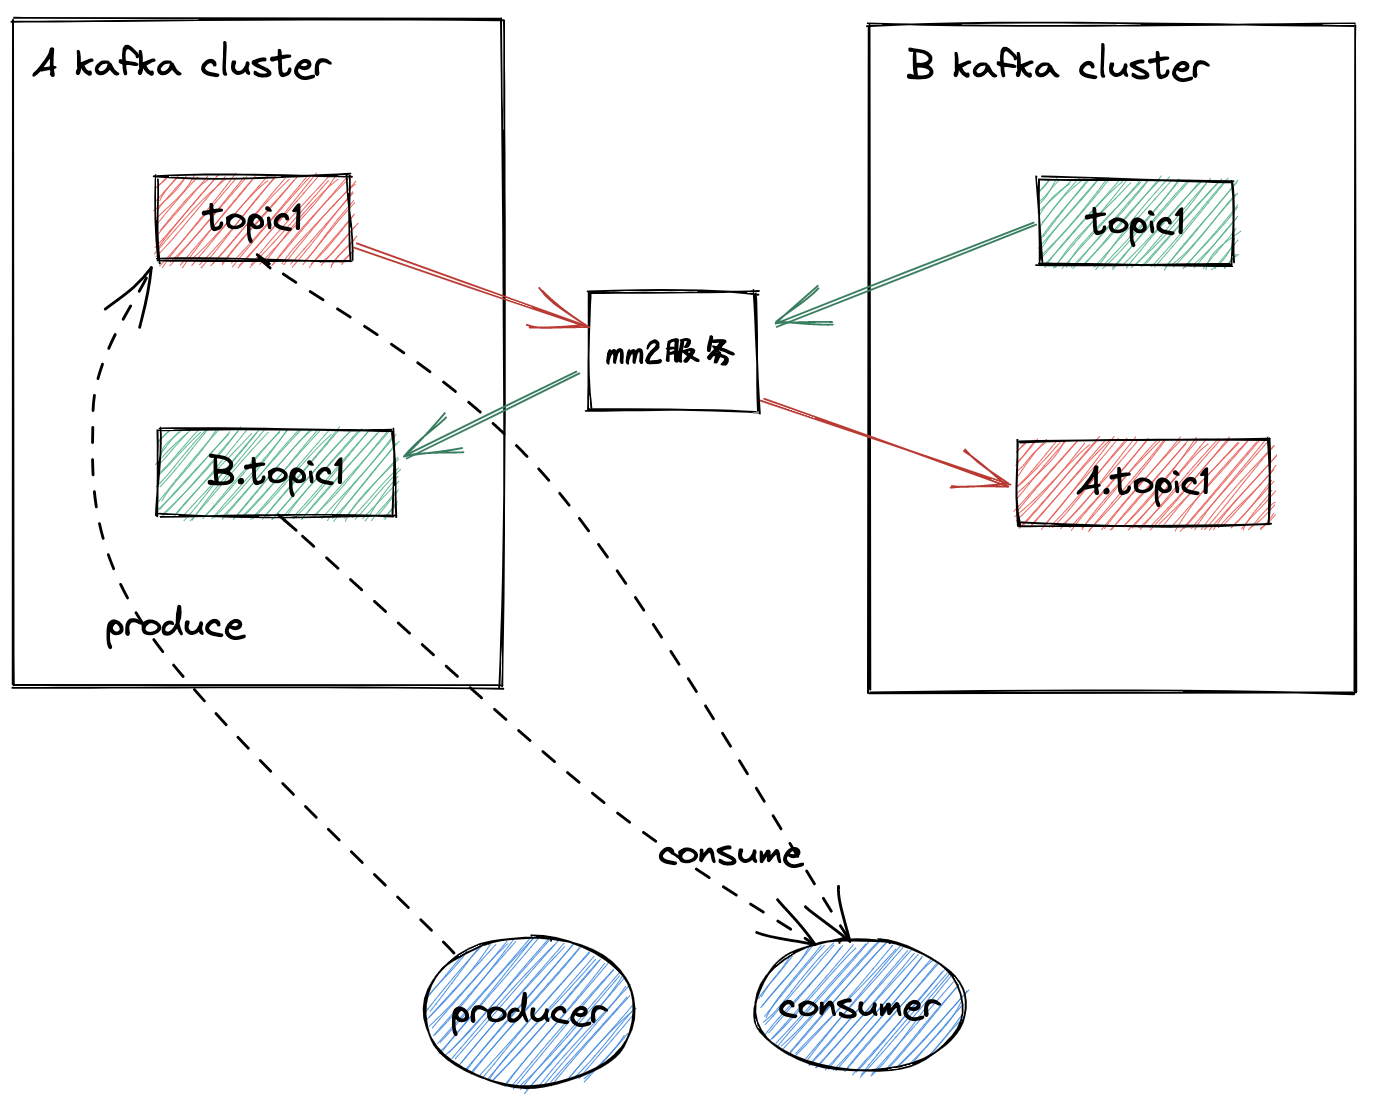 A kafka cluster
B kafka cluster
topic1
topic1
mm2服务
B.topic1
A.topic1
produce
consume
producer
consumer